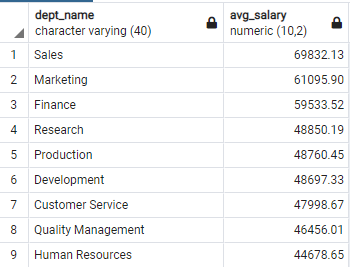 dept_name avg_salary
character varying (40) numeric (10,2)
1 Sales 69832.13
2 Marketing 61095.90
3 Finance 59533.52
4 Research 48850.19
5 Production 48760.45
6 Development 48697.33
7 Customer Service 47998.67
8 Quality Management 46456.01
9 Human Resources 44678.65